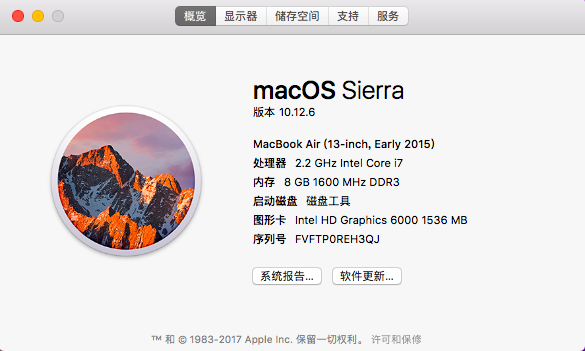 概览 显示器 储存空间 支持 服务
macOS Sierra
版本 10.12.6
MacBook Air (13-inch, Early 2015)
处理器 2.2 GHz Intel Core i7
内存 8 GB 1600 MHz DDR3
启动磁盘 磁盘工具
图形卡 Intel HD Graphics 6000 1536 MB
序列号 FVFTP0REH3QJ
系统报告... 软件更新...
™ 和 © 1983-2017 Apple Inc. 保留一切权利。 许可和保修